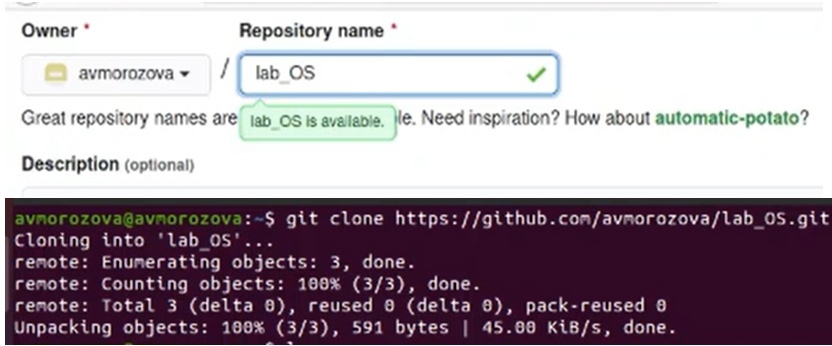 Owner * Repository name *
avmorozova / lab_OS
Great repository names are lab_OS is available. le. Need inspiration? How about automatic-potato?
Description (optional)
avmorozova@avmorozova:~$ git clone https://github.com/avmorozova/lab_OS.git
Cloning into 'lab_OS'...
remote: Enumerating objects: 3, done.
remote: Counting objects: 100% (3/3), done.
remote: Total 3 (delta 0), reused 0 (delta 0), pack-reused 0
Unpacking objects: 100% (3/3), 591 bytes | 45.00 KiB/s, done.